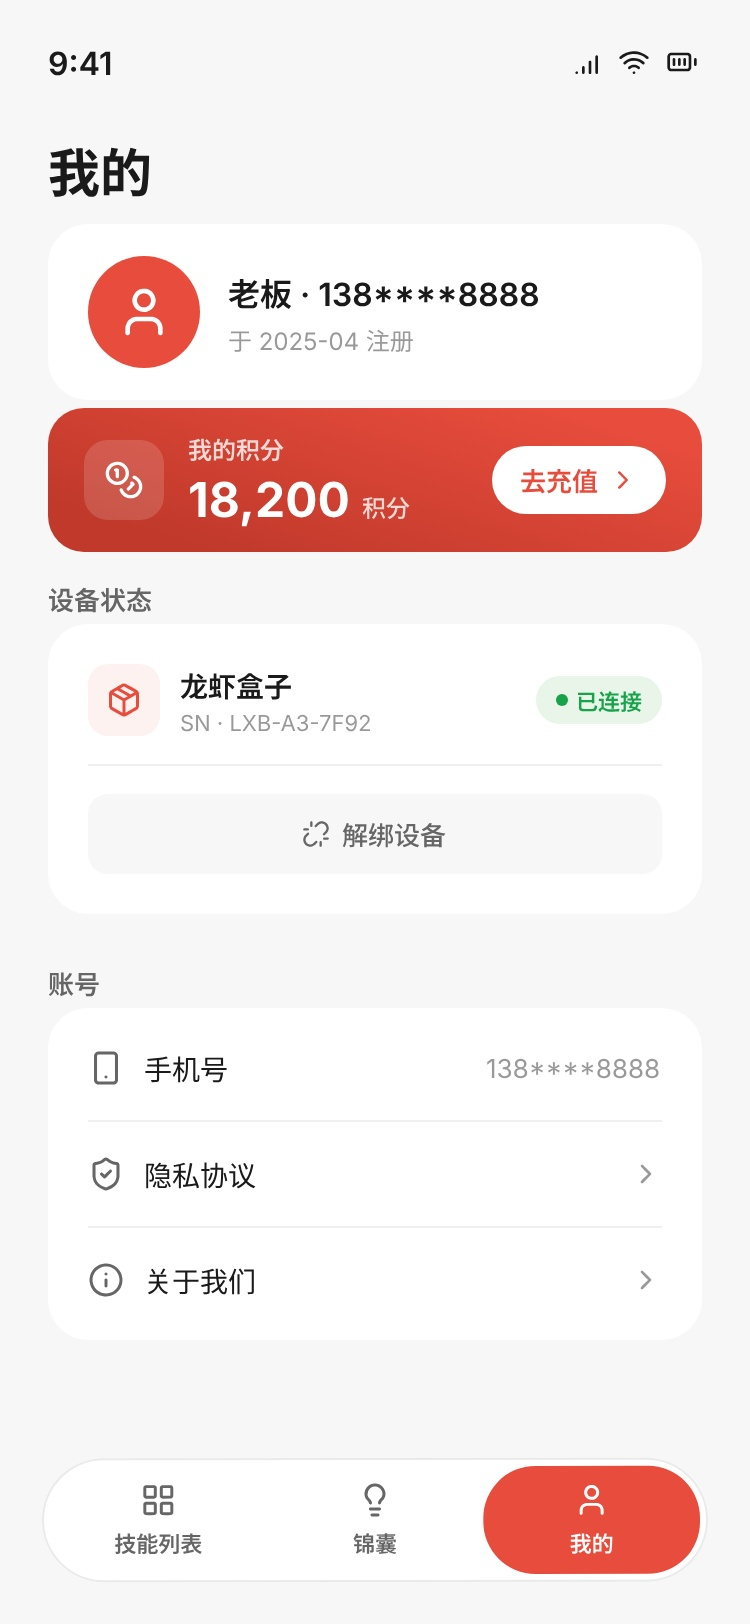 9:41
我的
老板 · 138****8888
于 2025-04 注册
我的积分
18,200 积分
去充值
设备状态
龙虾盒子
SN · LXB-A3-7F92
已连接
解绑设备
账号
手机号 138****8888
隐私协议
关于我们
技能列表 锦囊 我的